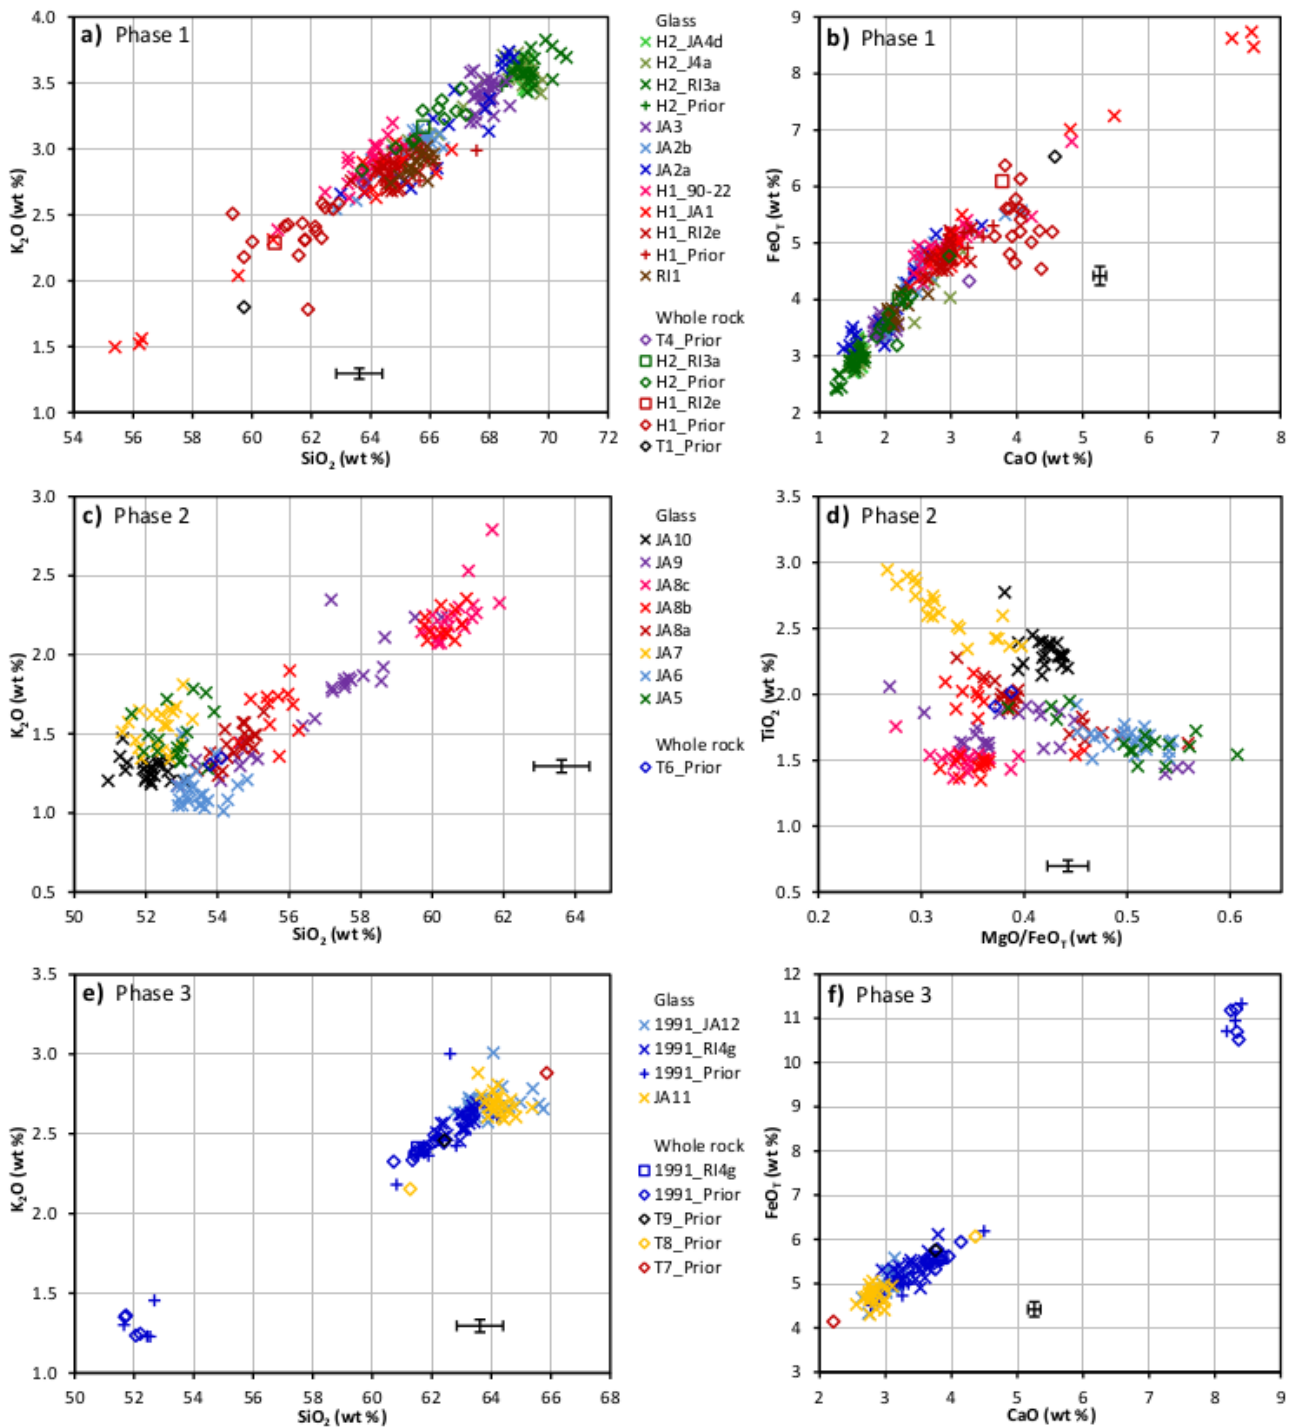 a) Phase 1
4.0
3.5
3.0
2.5
2.0
1.5
1.0
K₂O (wt %)
54 56 58 60 62 64 66 68 70 72
SiO₂ (wt %)
Glass
H2_JA4d
H2_J4a
H2_RI3a
H2_Prior
JA3
JA2b
JA2a
H1_90-22
H1_JA1
H1_RI2e
H1_Prior
RI1
Whole rock
T4_Prior
H2_RI3a
H2_Prior
H1_RI2e
H1_Prior
T1_Prior
b) Phase 1
9
8
7
6
5
4
3
2
FeOT (wt %)
1 2 3 4 5 6 7 8
CaO (wt %)
c) Phase 2
3.0
2.5
2.0
1.5
1.0
0.5
K₂O (wt %)
50 52 54 56 58 60 62 64
SiO₂ (wt %)
Glass
JA10
JA9
JA8c
JA8b
JA8a
JA7
JA6
JA5
Whole rock
T6_Prior
d) Phase 2
3.5
3.0
2.5
2.0
1.5
1.0
0.5
TiO₂ (wt %)
0.2 0.3 0.4 0.5 0.6
MgO/FeOT (wt %)
e) Phase 3
3.5
3.0
2.5
2.0
1.5
1.0
K₂O (wt %)
50 52 54 56 58 60 62 64 66 68
SiO₂ (wt %)
Glass
1991_JA12
1991_RI4g
1991_Prior
JA11
Whole rock
1991_RI4g
1991_Prior
T9_Prior
T8_Prior
T7_Prior
f) Phase 3
12
11
10
9
8
7
6
5
4
3
FeOT (wt %)
2 3 4 5 6 7 8 9
CaO (wt %)